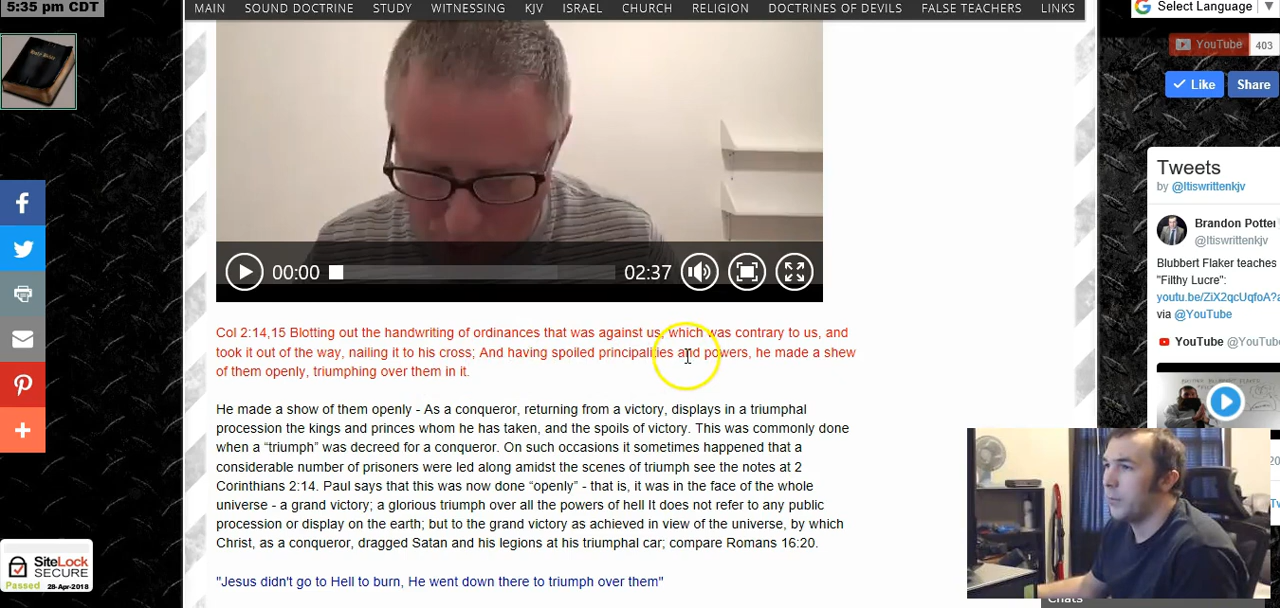 5:35 pm CDT
MAIN SOUND DOCTRINE STUDY WITNESSING KJV ISRAEL CHURCH RELIGION DOCTRINES OF DEVILS FALSE TEACHERS LINKS
Select Language
YouTube 403
Like Share
00:00 02:37
Tweets
by @Itiswrittenkjv
Brandon Potter
@Itiswrittenkjv
Blubbert Flaker teaches
"Filthy Lucre"
youtu.be/ZiX2qcUqfoA?a
via @YouTube
YouTube @YouTube
Col 2:14,15 Blotting out the handwriting of ordinances that was against us, which was contrary to us, and
took it out of the way, nailing it to his cross; And having spoiled principalities and powers, he made a shew
of them openly, triumphing over them in it.
He made a show of them openly - As a conqueror, returning from a victory, displays in a triumphal
procession the kings and princes whom he has taken, and the spoils of victory. This was commonly done
when a “triumph” was decreed for a conqueror. On such occasions it sometimes happened that a
considerable number of prisoners were led along amidst the scenes of triumph see the notes at 2
Corinthians 2:14. Paul says that this was now done “openly” - that is, it was in the face of the whole
universe - a grand victory; a glorious triumph over all the powers of hell It does not refer to any public
procession or display on the earth; but to the grand victory as achieved in view of the universe, by which
Christ, as a conqueror, dragged Satan and his legions at his triumphal car; compare Romans 16:20.
"Jesus didn't go to Hell to burn, He went down there to triumph over them"
SiteLock
SECURE
Passed 28-Apr-2018
Chats